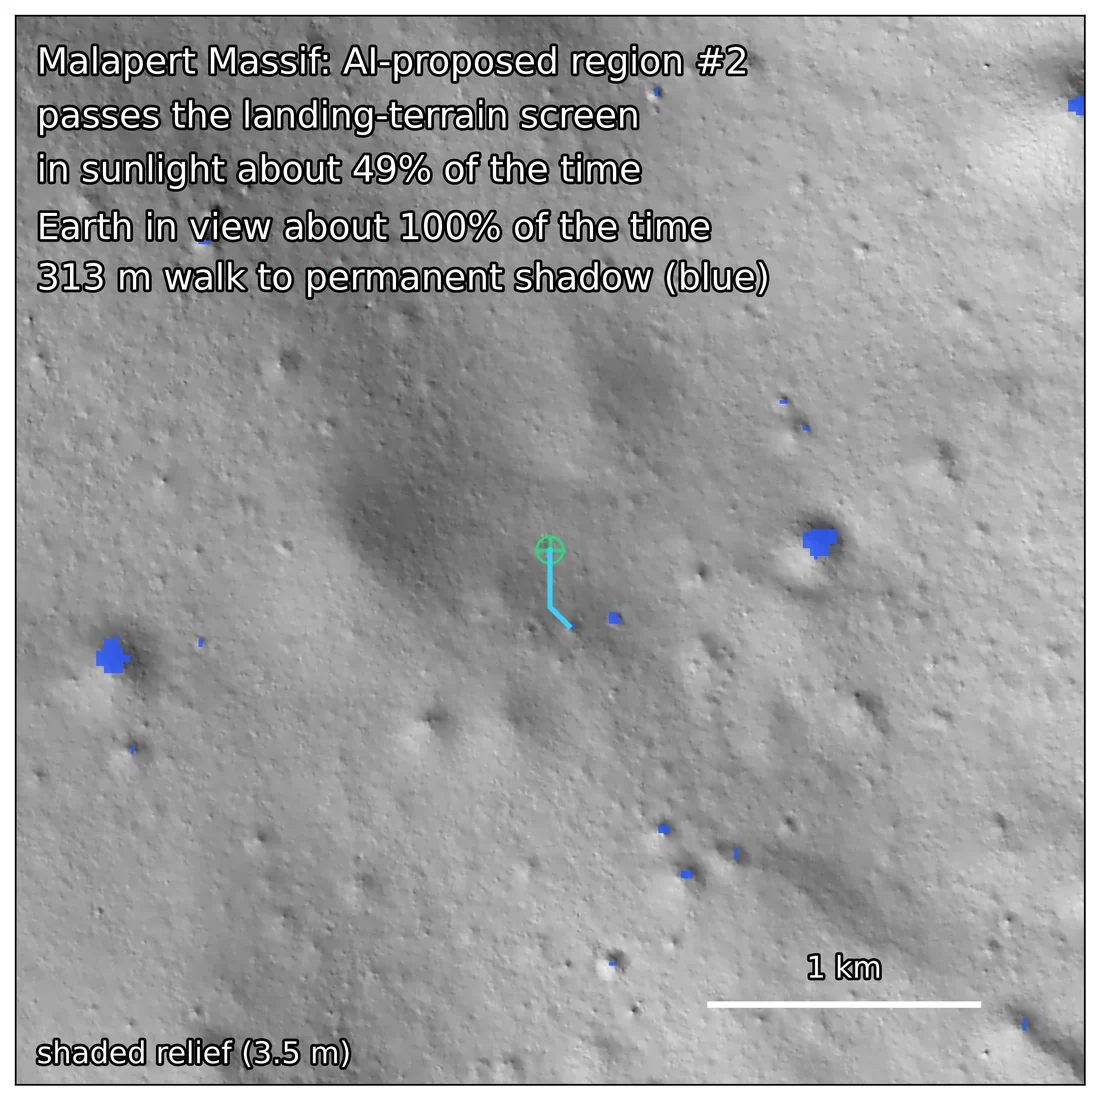 Malapert Massif: AI-proposed region #2
passes the landing-terrain screen
in sunlight about 49% of the time
Earth in view about 100% of the time
313 m walk to permanent shadow (blue)
1 km
shaded relief (3.5 m)